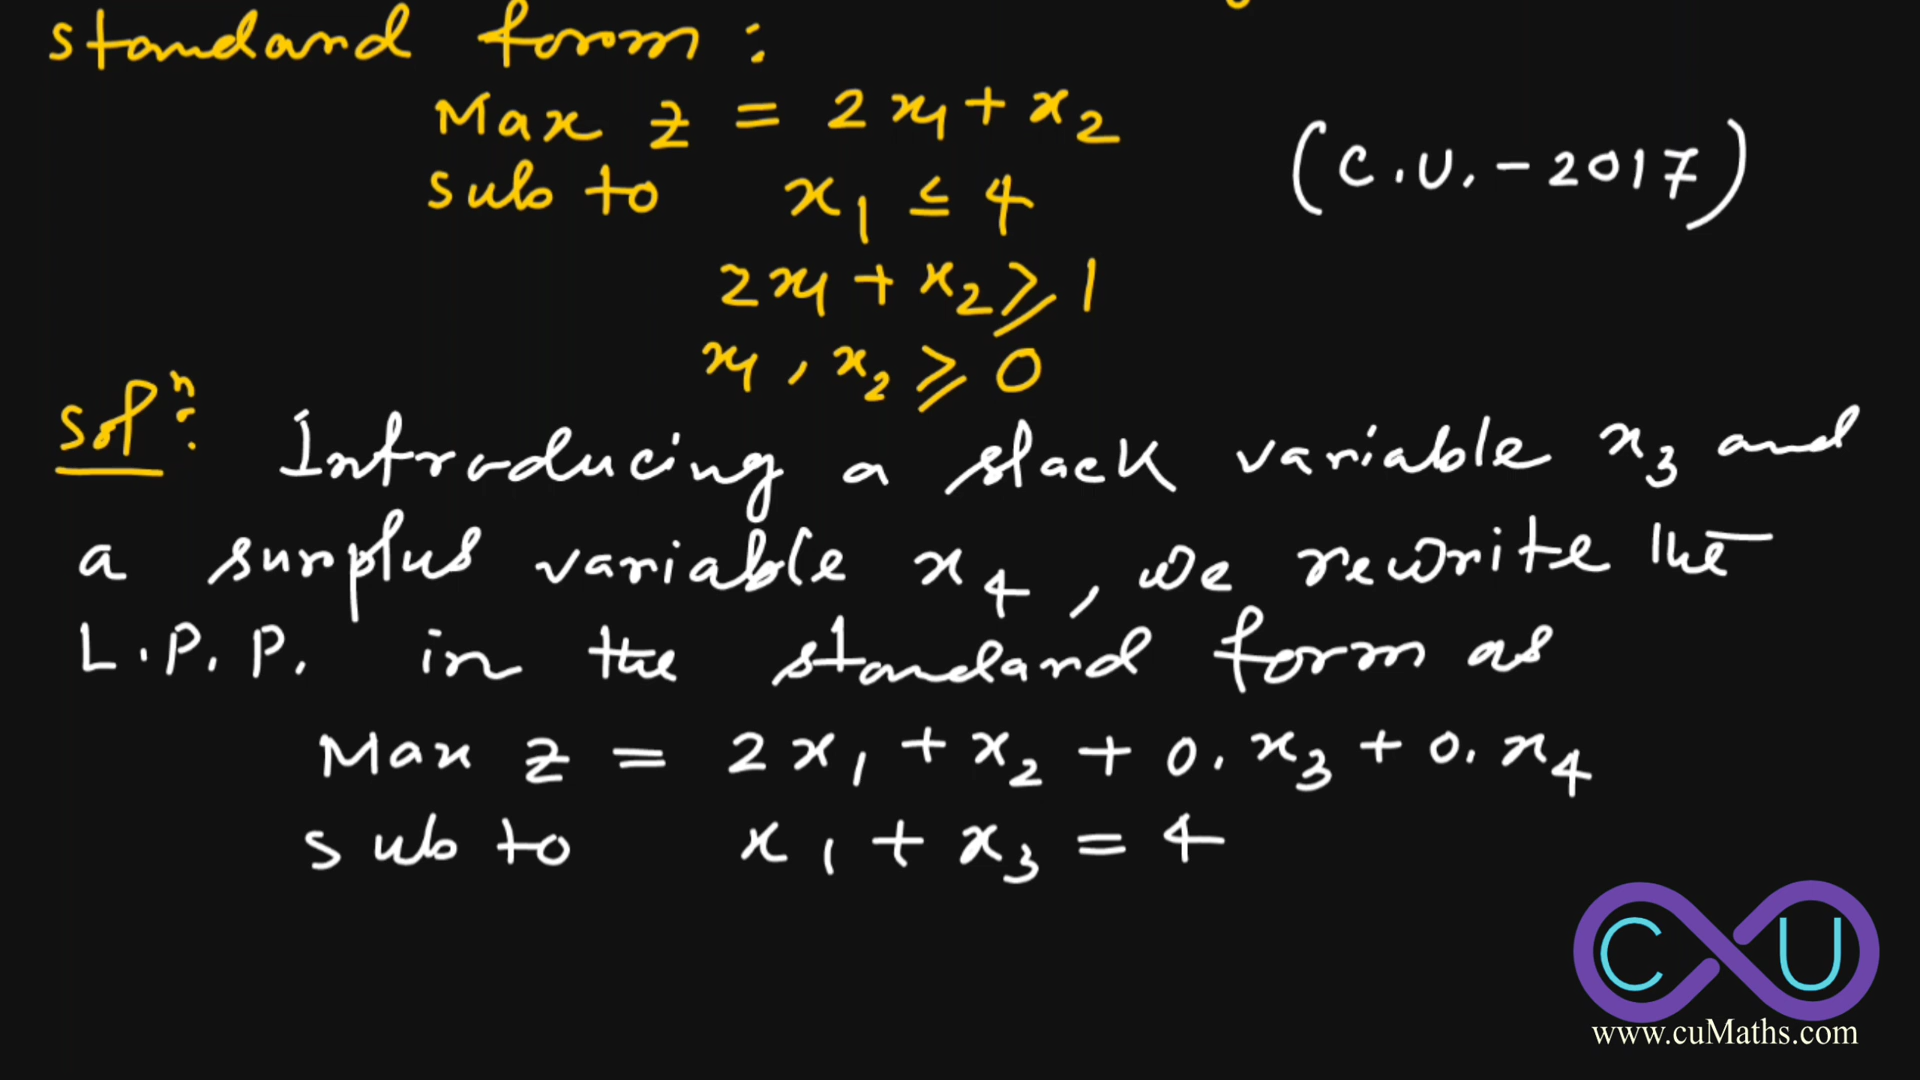 standard form :
Max z = 2x₁ + x₂
sub to x₁ ≤ 4
(C.U. - 2017)
2x₁ + x₂ ≥ 1
x₁ , x₂ ≥ 0
Solⁿ: Introducing a slack variable x₃ and
a surplus variable x₄, we rewrite the
L.P.P. in the standard form as
Max z = 2x₁ + x₂ + 0. x₃ + 0. x₄
sub to x₁ + x₃ = 4
CU
www.cuMaths.com